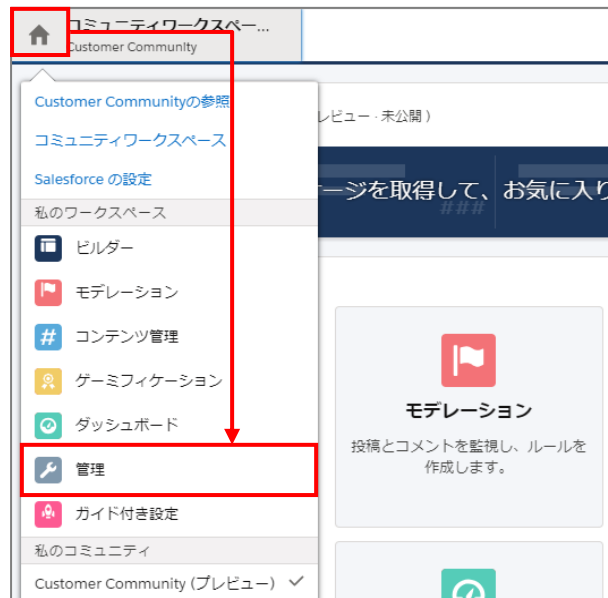 コミュニティワークスペー...
Customer Community
Customer Communityの参照
コミュニティワークスペース
Salesforce の設定
私のワークスペース
ビルダー
モデレーション
コンテンツ管理
ゲーミフィケーション
ダッシュボード
管理
ガイド付き設定
私のコミュニティ
Customer Community (プレビュー)
レビュー · 未公開 )
ージを取得して、お気に入り
###
モデレーション
投稿とコメントを監視し、ルールを
作成します。